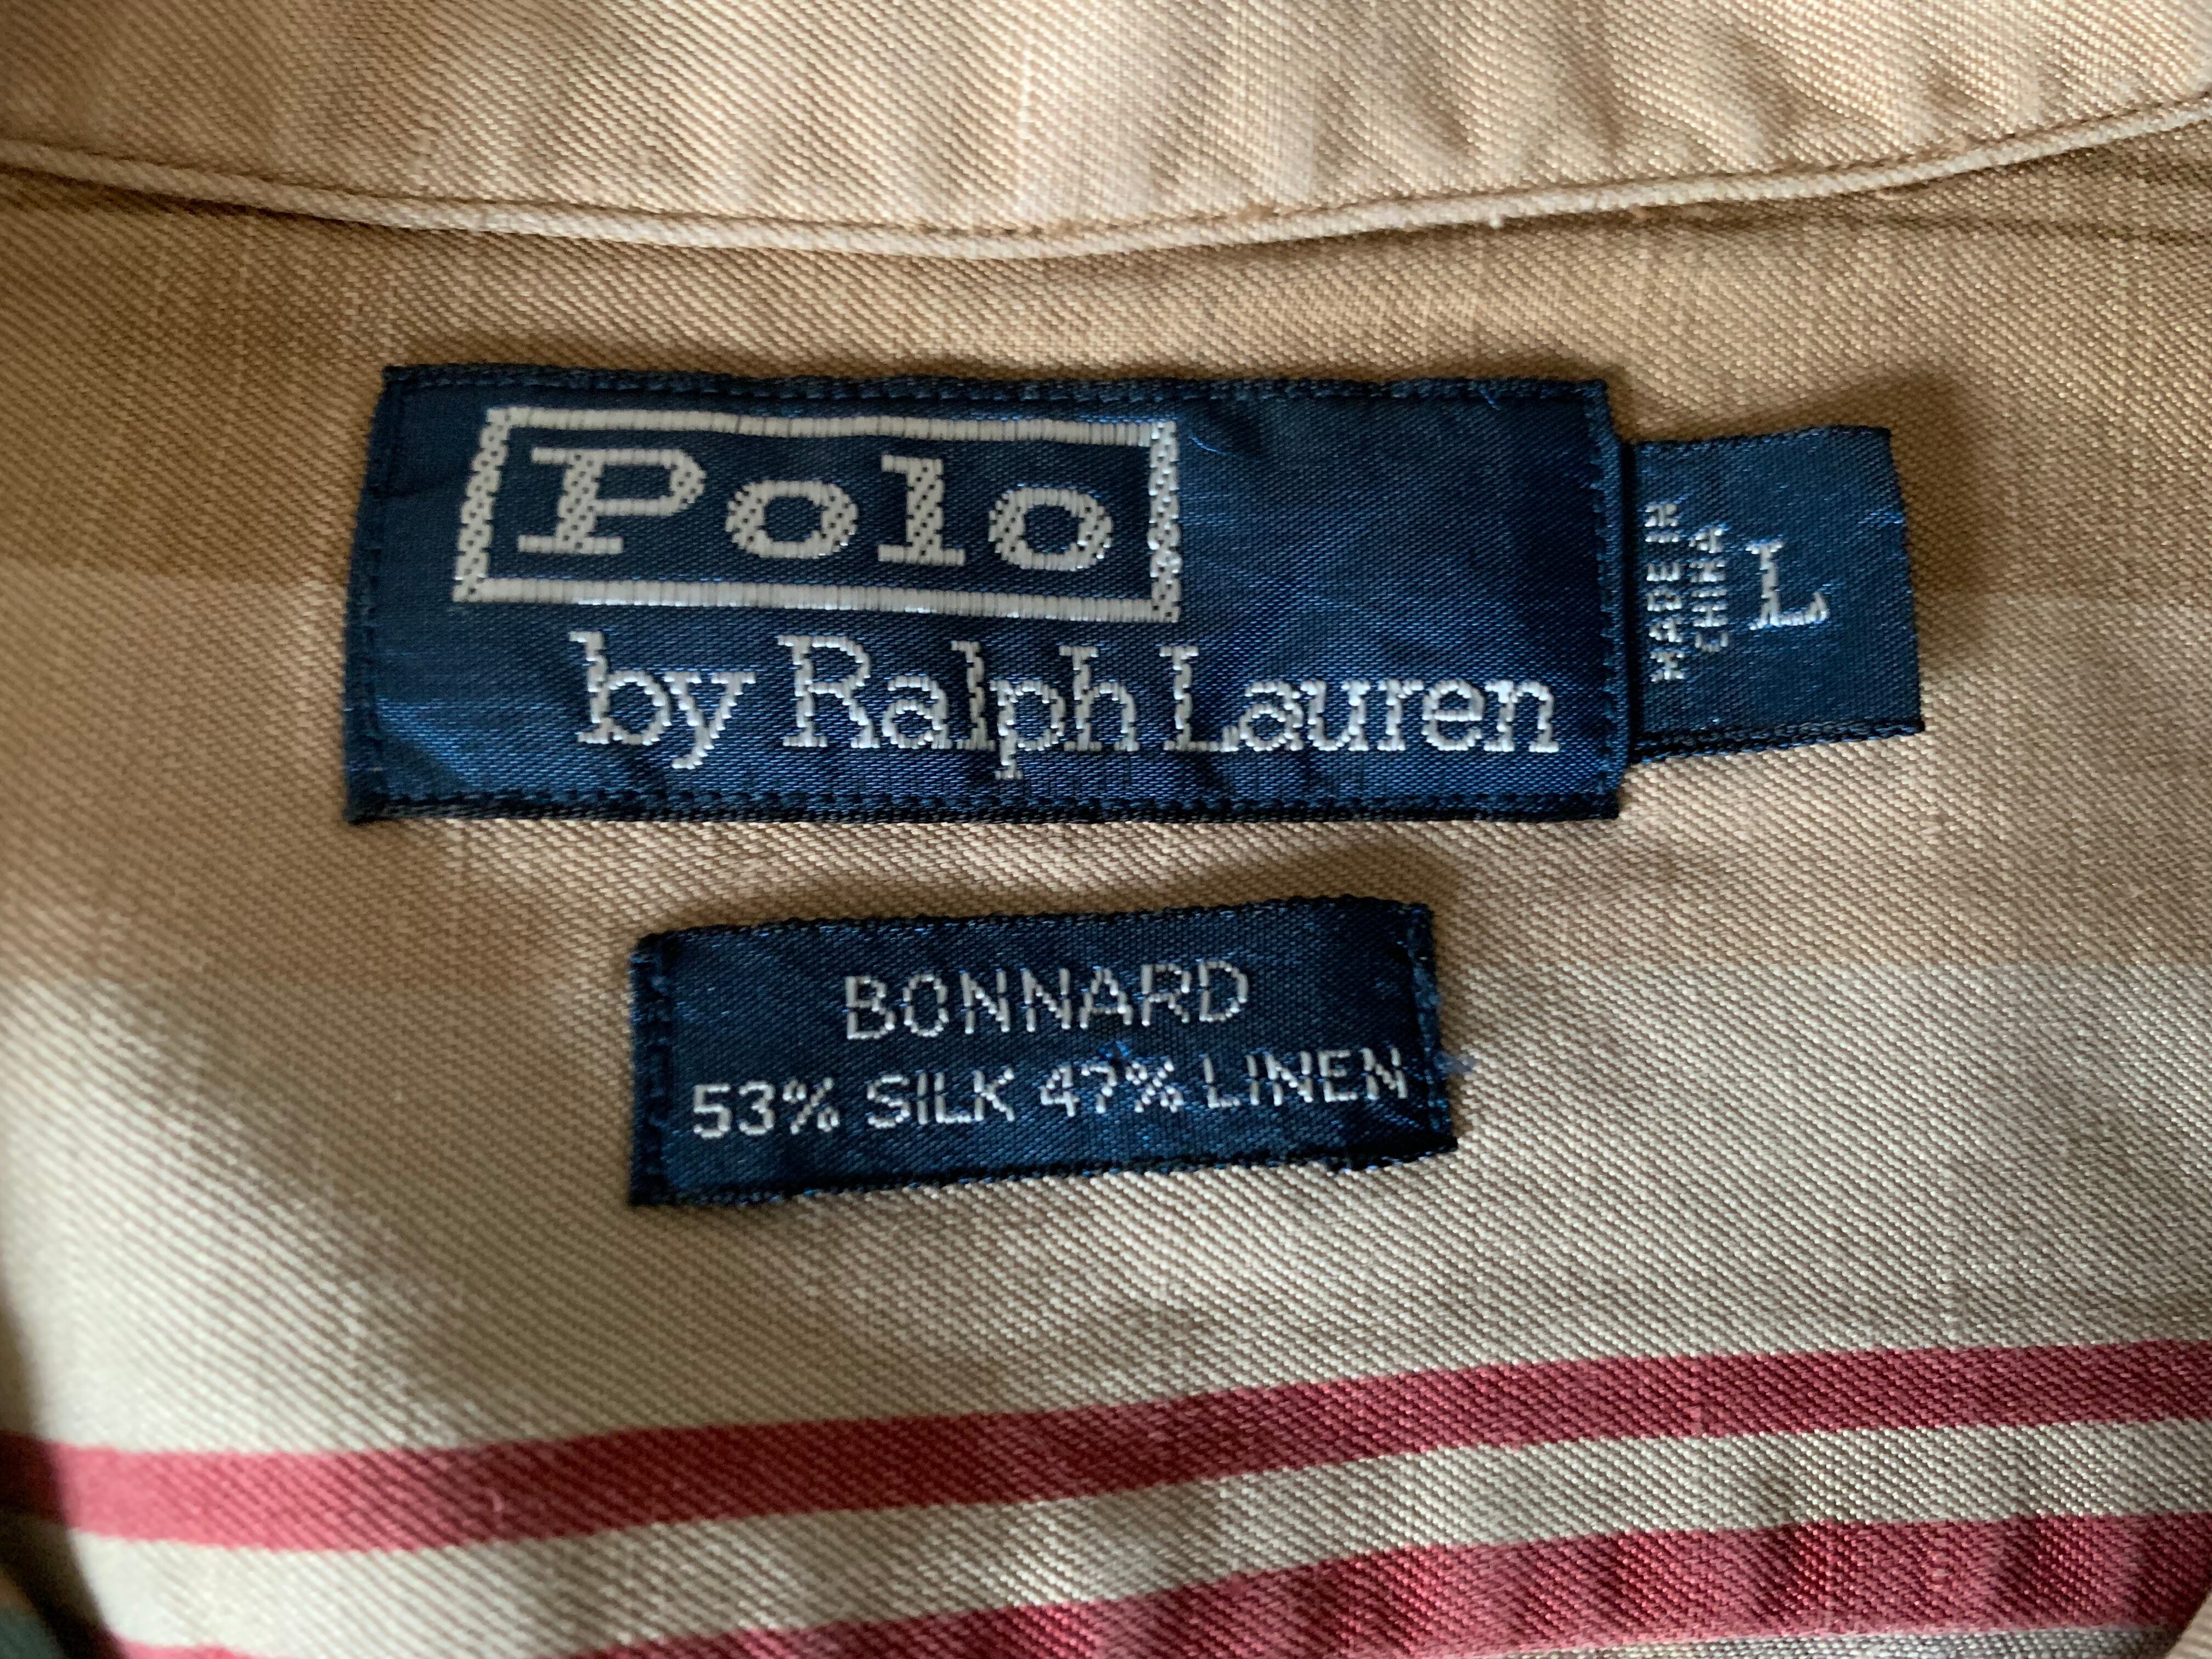 Polo
by Ralph Lauren
MADE IN
CHINA
L
BONNARD
53% SILK 47% LINEN